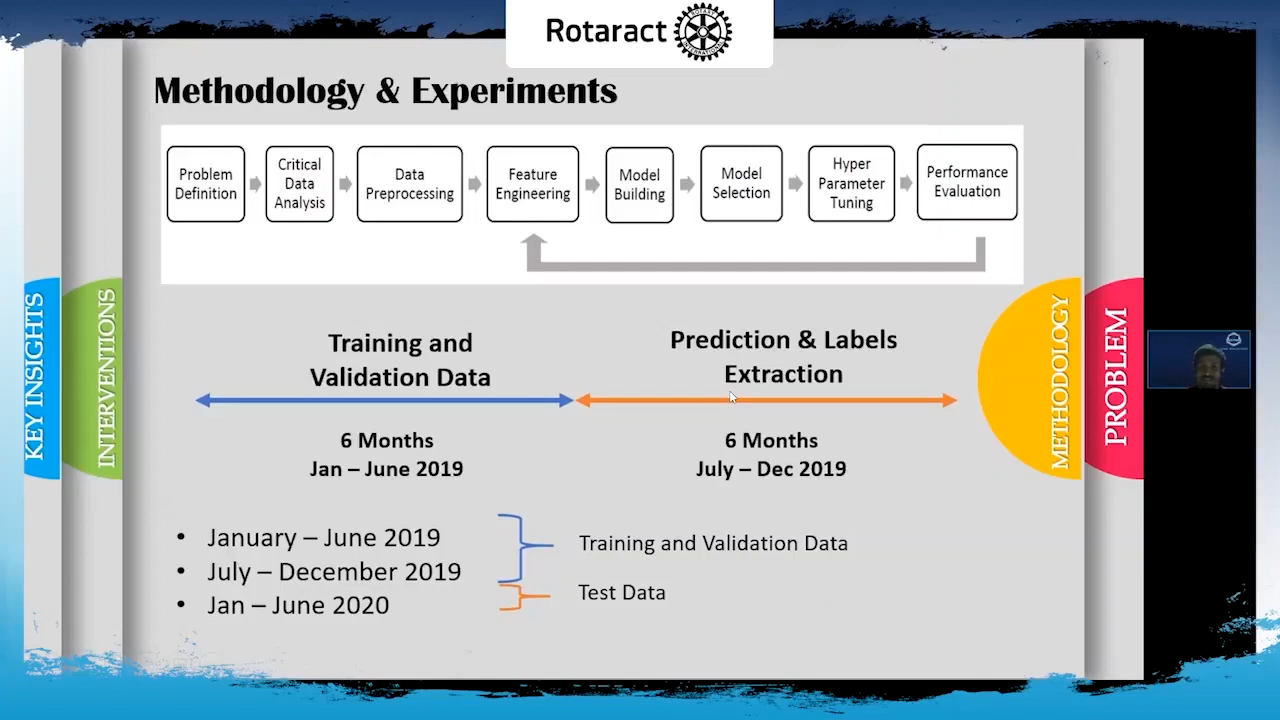 Rotaract
Methodology & Experiments
Problem
Definition
Critical
Data
Analysis
Data
Preprocessing
Feature
Engineering
Model
Building
Model
Selection
Hyper
Parameter
Tuning
Performance
Evaluation
KEY INSIGHTS
INTERVENTIONS
Training and
Validation Data
Prediction & Labels
Extraction
6 Months
Jan – June 2019
6 Months
July – Dec 2019
METHODOLOGY
PROBLEM
• January – June 2019
• July – December 2019
• Jan – June 2020
Training and Validation Data
Test Data